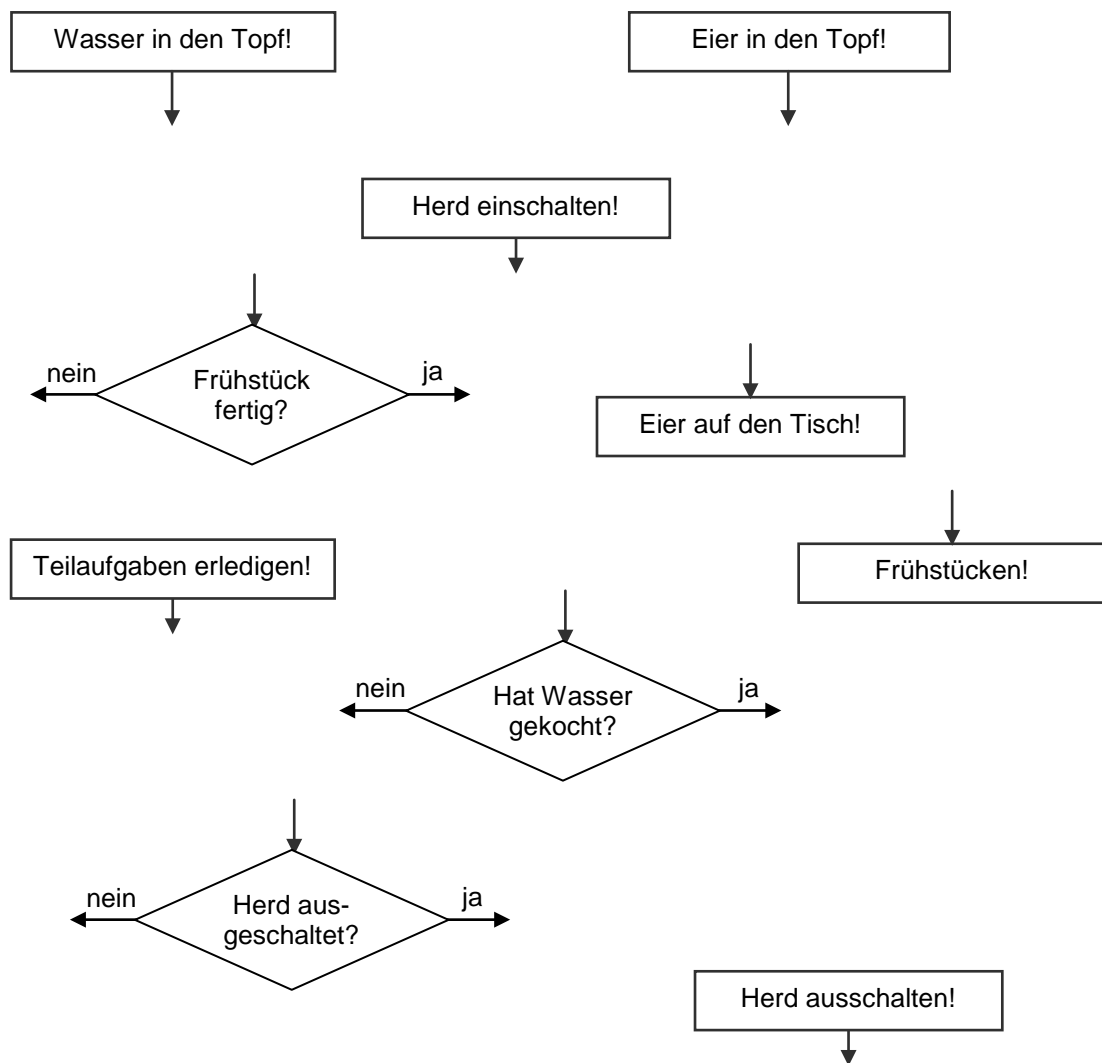 Wasser in den Topf!
Eier in den Topf!
Herd einschalten!
nein
Frühstück
fertig?
ja
Eier auf den Tisch!
Teilaufgaben erledigen!
Frühstücken!
nein
Hat Wasser
gekocht?
ja
nein
Herd aus-
geschaltet?
ja
Herd ausschalten!